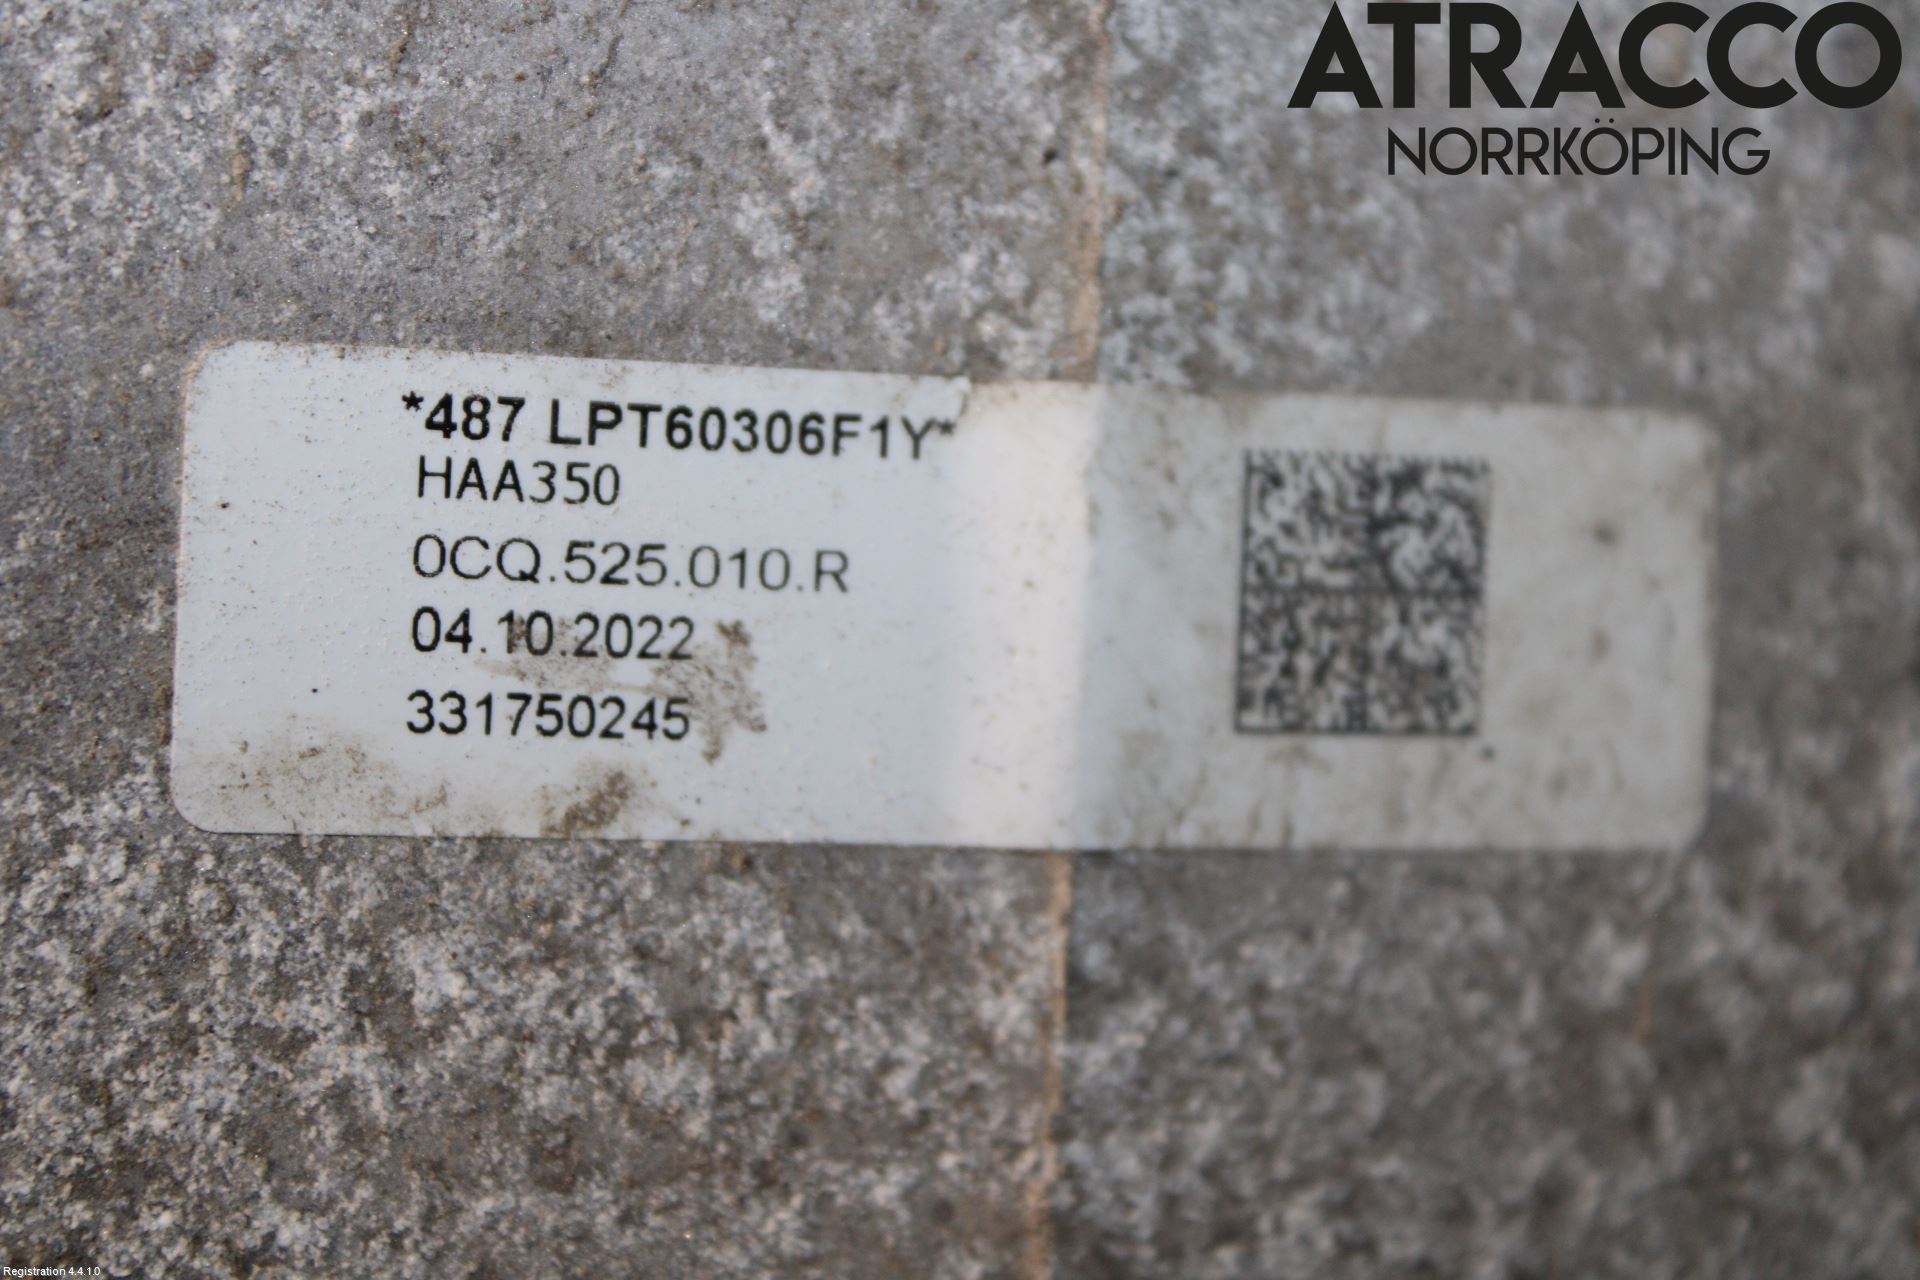 ATRACCO
NORRKÖPING
*487 LPT60306F1Y*
HAA350
0CQ.525.010.R
04.10.2022
331750245
Registration 4.4.1.0